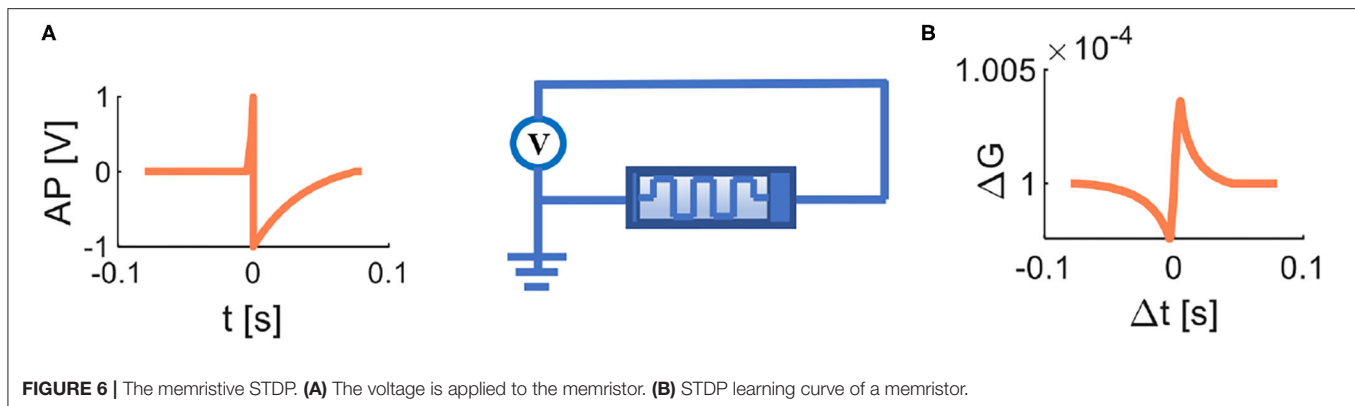 A
B
AP [V]
1
0
-1
-0.1
0
0.1
t [s]
V
1.005 × 10⁻⁴
ΔG
1
-0.1
0
0.1
Δt [s]
FIGURE 6 | The memristive STDP. (A) The voltage is applied to the memristor. (B) STDP learning curve of a memristor.